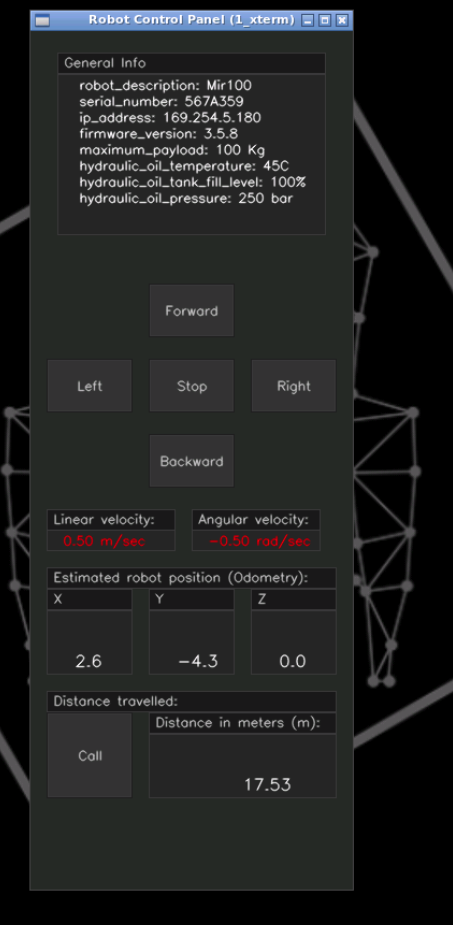 Robot Control Panel (1_xterm)
General Info
robot_description: Mir100
serial_number: 567A359
ip_address: 169.254.5.180
firmware_version: 3.5.8
maximum_payload: 100 Kg
hydraulic_oil_temperature: 45C
hydraulic_oil_tank_fill_level: 100%
hydraulic_oil_pressure: 250 bar
Forward
Left Stop Right
Backward
Linear velocity: Angular velocity:
0.50 m/sec -0.50 rad/sec
Estimated robot position (Odometry):
X Y Z
2.6 -4.3 0.0
Distance travelled:
Distance in meters (m):
Call
17.53